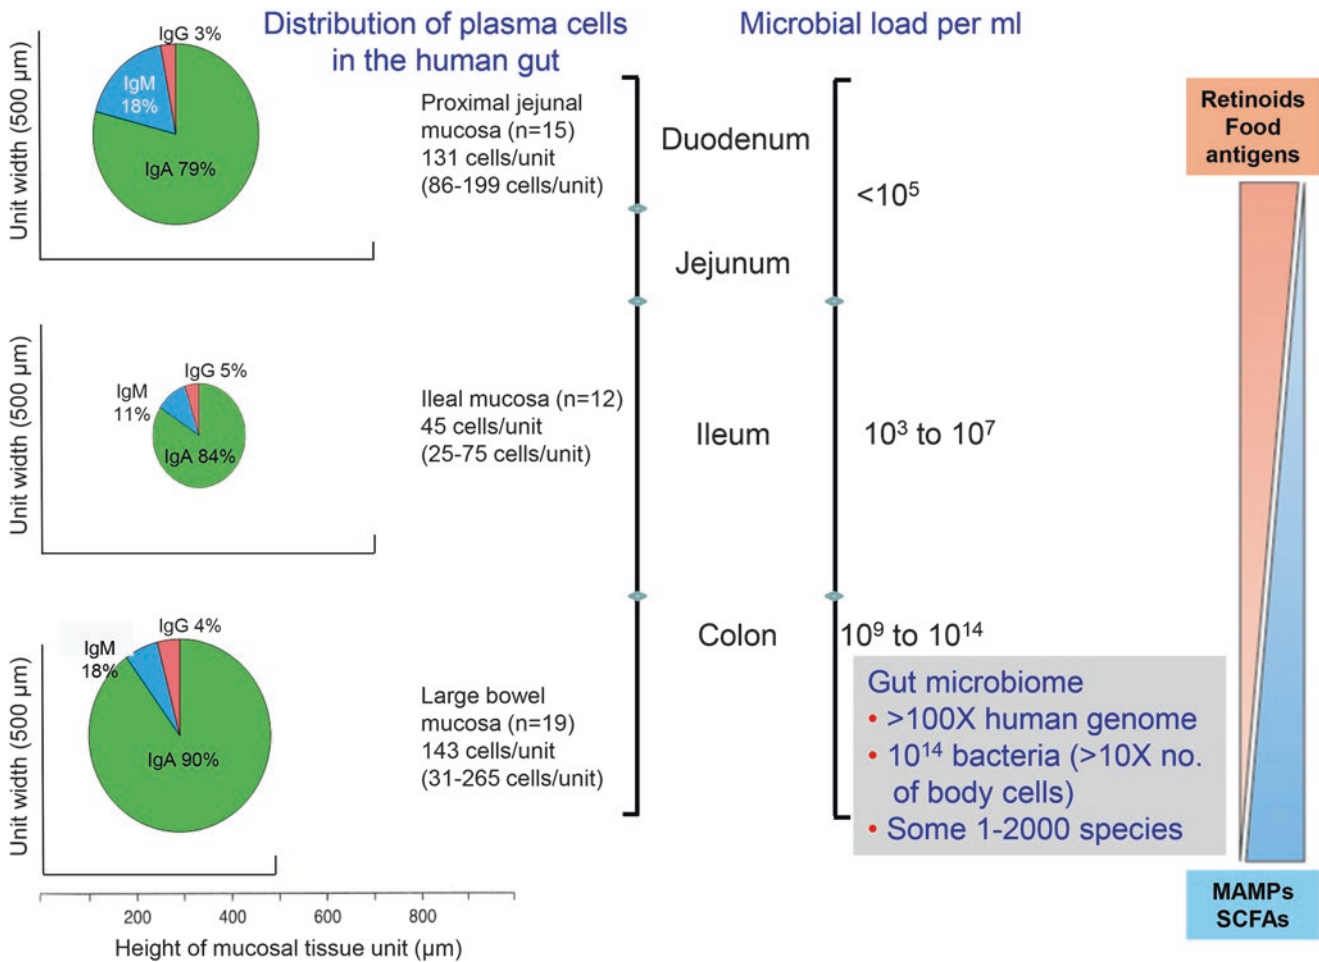 Distribution of plasma cells
in the human gut
Microbial load per ml
Unit width (500 µm)
IgG 3%
IgM
18%
IgA 79%
Proximal jejunal
mucosa (n=15)
131 cells/unit
(86-199 cells/unit)
Duodenum
<10⁵
Jejunum
Retinoids
Food
antigens
Unit width (500 µm)
IgG 5%
IgM
11%
IgA 84%
Ileal mucosa (n=12)
45 cells/unit
(25-75 cells/unit)
Ileum
10³ to 10⁷
Unit width (500 µm)
IgG 4%
IgM
18%
IgA 90%
Large bowel
mucosa (n=19)
143 cells/unit
(31-265 cells/unit)
Colon
10⁹ to 10¹⁴
Gut microbiome
• >100X human genome
• 10¹⁴ bacteria (>10X no.
of body cells)
• Some 1-2000 species
MAMPs
SCFAs
200 400 600 800
Height of mucosal tissue unit (µm)